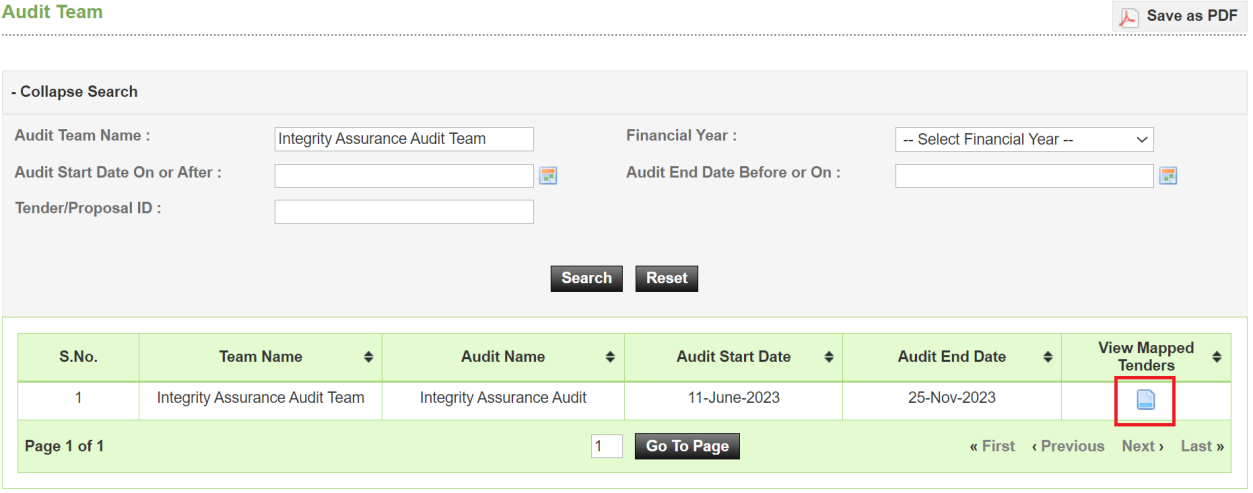 Audit Team
Save as PDF
- Collapse Search
Audit Team Name : Integrity Assurance Audit Team Financial Year : -- Select Financial Year --
Audit Start Date On or After : Audit End Date Before or On :
Tender/Proposal ID :
Search Reset
S.No. Team Name Audit Name Audit Start Date Audit End Date View Mapped Tenders
1 Integrity Assurance Audit Team Integrity Assurance Audit 11-June-2023 25-Nov-2023
Page 1 of 1 1 Go To Page « First ‹ Previous Next › Last »